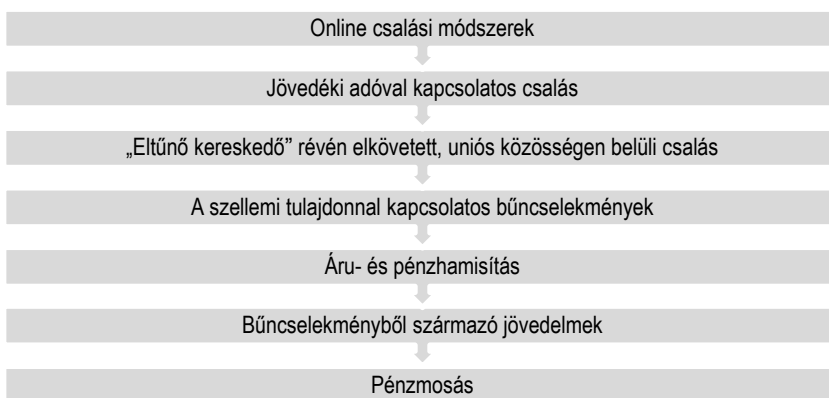 Online csalási módszerek
Jövedéki adóval kapcsolatos csalás
„Eltűnő kereskedő” révén elkövetett, uniós közösségen belüli csalás
A szellemi tulajdonnal kapcsolatos bűncselekmények
Áru- és pénzhamisítás
Bűncselekményből származó jövedelmek
Pénzmosás